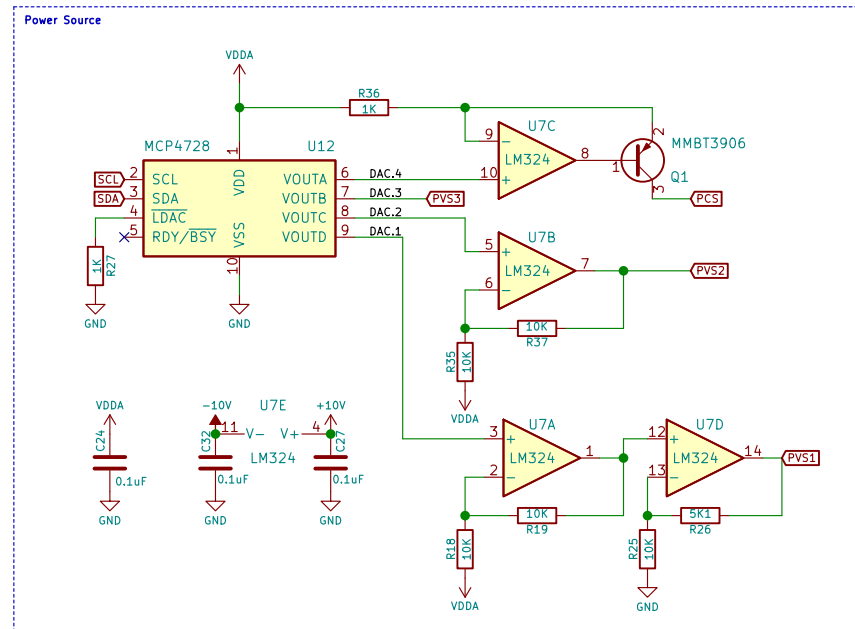 Power Source
VDDA
R36
1K
MCP4728
U12
1
VDD
SCL
2
SCL
SDA
3
SDA
4
LDAC
5
RDY/BSY
VSS
10
VOUTA
6
DAC.4
VOUTB
7
DAC.3
PVS3
VOUTC
8
DAC.2
VOUTD
9
DAC.1
1K
R27
GND
GND
U7C
9
−
LM324
10
+
8
1
2
3
MMBT3906
Q1
PCS
U7B
5
+
LM324
6
−
7
PVS2
10K
R37
R35
10K
VDDA
VDDA
C24
0.1uF
GND
-10V
11
V−
C32
0.1uF
GND
U7E
LM324
+10V
4
V+
C27
0.1uF
GND
U7A
3
+
LM324
2
−
1
10K
R19
R18
10K
VDDA
U7D
12
+
LM324
13
−
14
PVS1
5K1
R26
R25
10K
GND